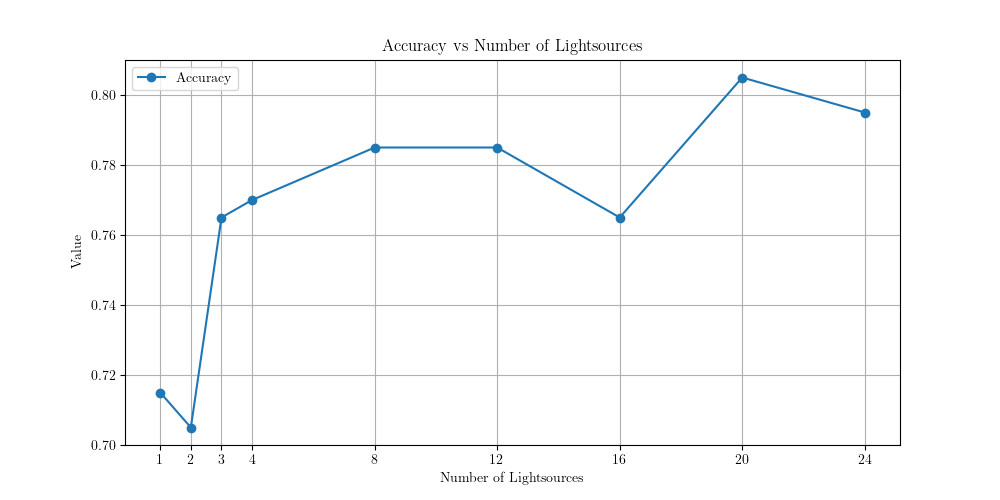 Accuracy vs Number of Lightsources
Accuracy
0.80
0.78
0.76
0.74
0.72
0.70
Value
1 2 3 4 8 12 16 20 24
Number of Lightsources